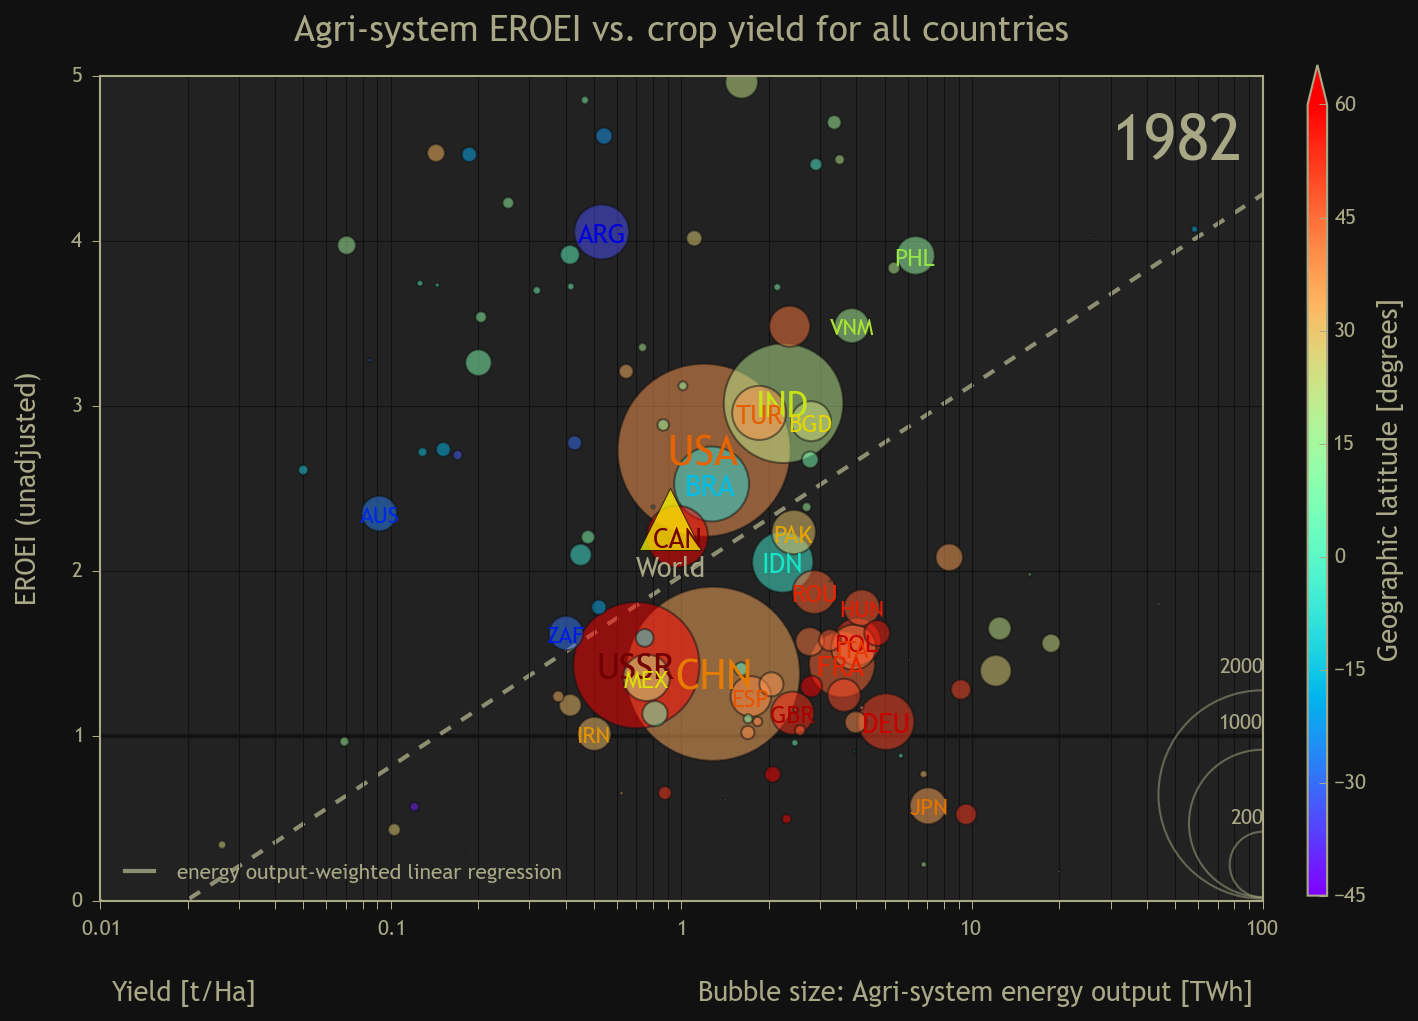 Agri-system EROEI vs. crop yield for all countries
1982
5
4
3
2
1
0
EROEI (unadjusted)
ARG
PHL
VNM
IND
TUR
BGD
USA
BRA
AUS
CAN
PAK
World
IDN
ROU
HUN
ZAF
POL
ITA
USSR
FRA
CHN
MEX
ESP
GBR
DEU
IRN
JPN
2000
1000
200
energy output-weighted linear regression
0.01
0.1
1
10
100
Yield [t/Ha]
Bubble size: Agri-system energy output [TWh]
60
45
30
15
0
−15
−30
−45
Geographic latitude [degrees]